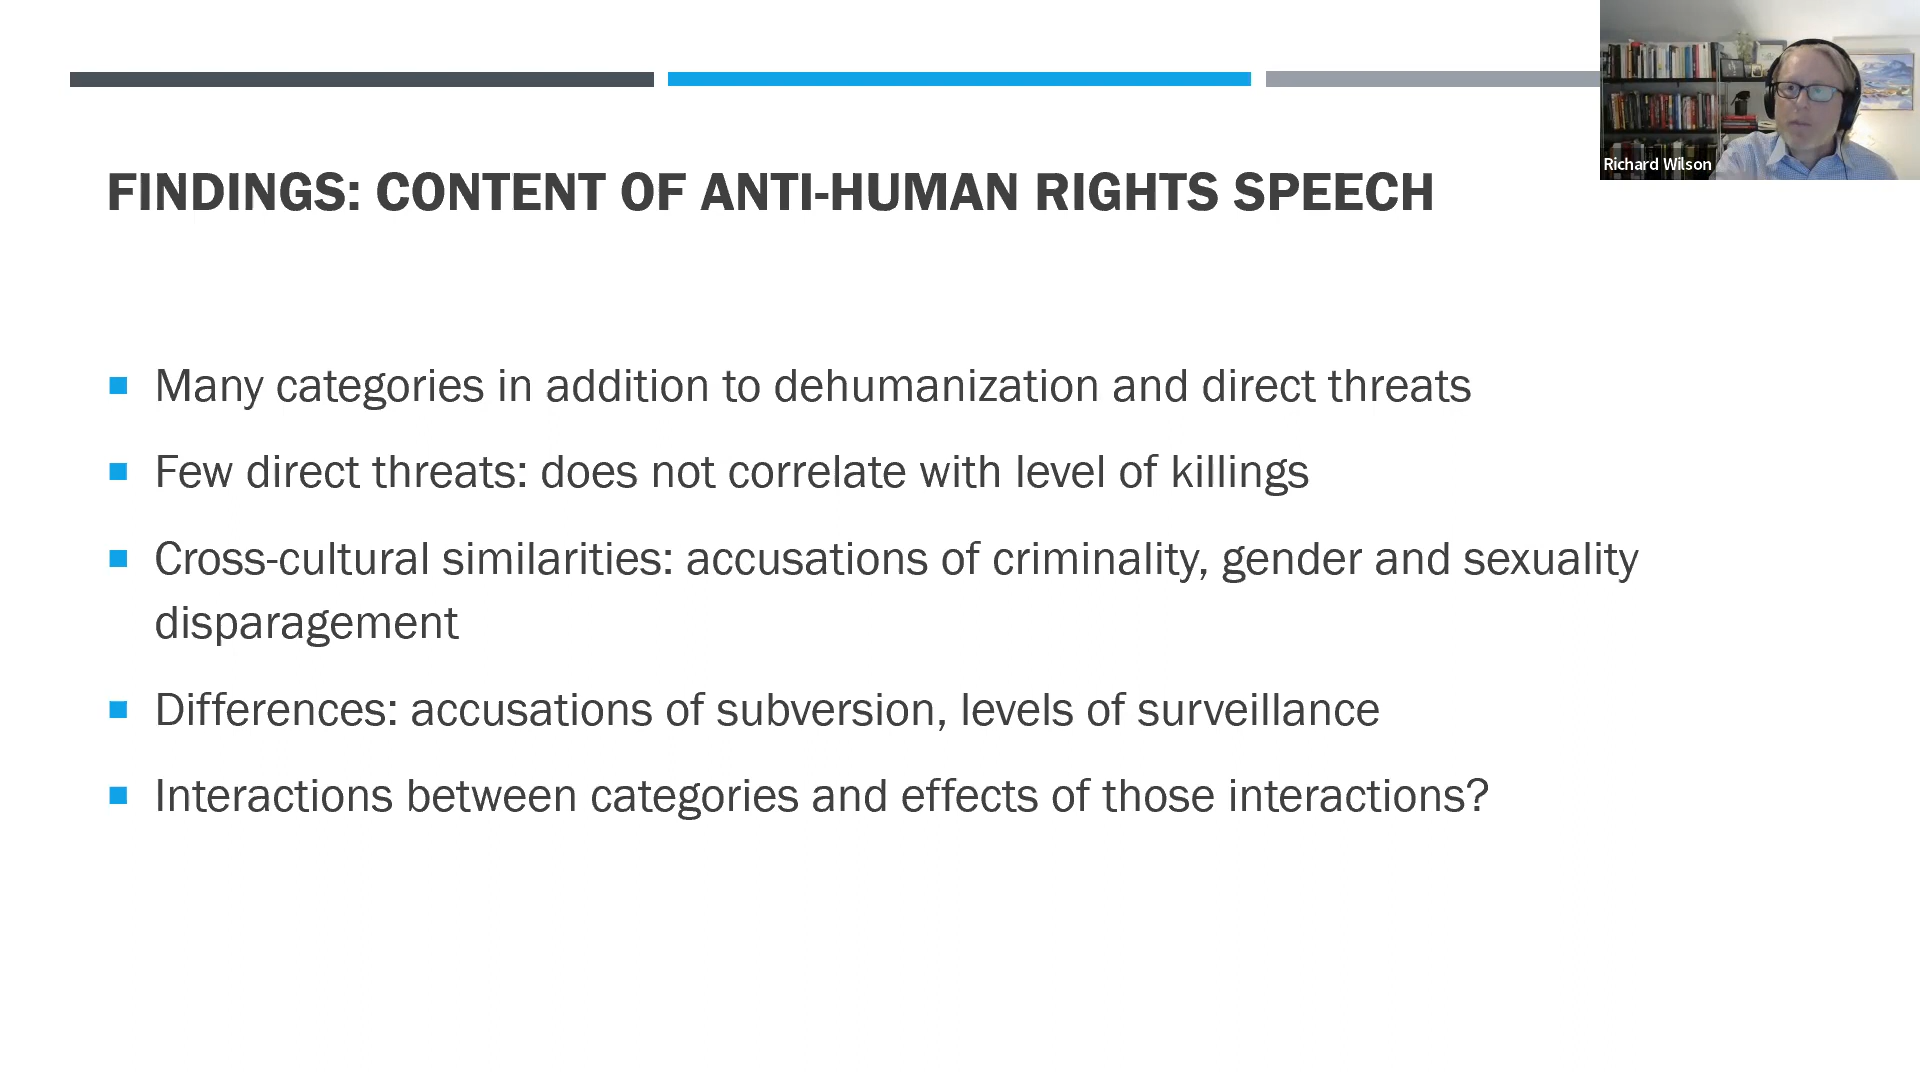 Richard Wilson
FINDINGS: CONTENT OF ANTI-HUMAN RIGHTS SPEECH
Many categories in addition to dehumanization and direct threats
Few direct threats: does not correlate with level of killings
Cross-cultural similarities: accusations of criminality, gender and sexuality
disparagement
Differences: accusations of subversion, levels of surveillance
Interactions between categories and effects of those interactions?